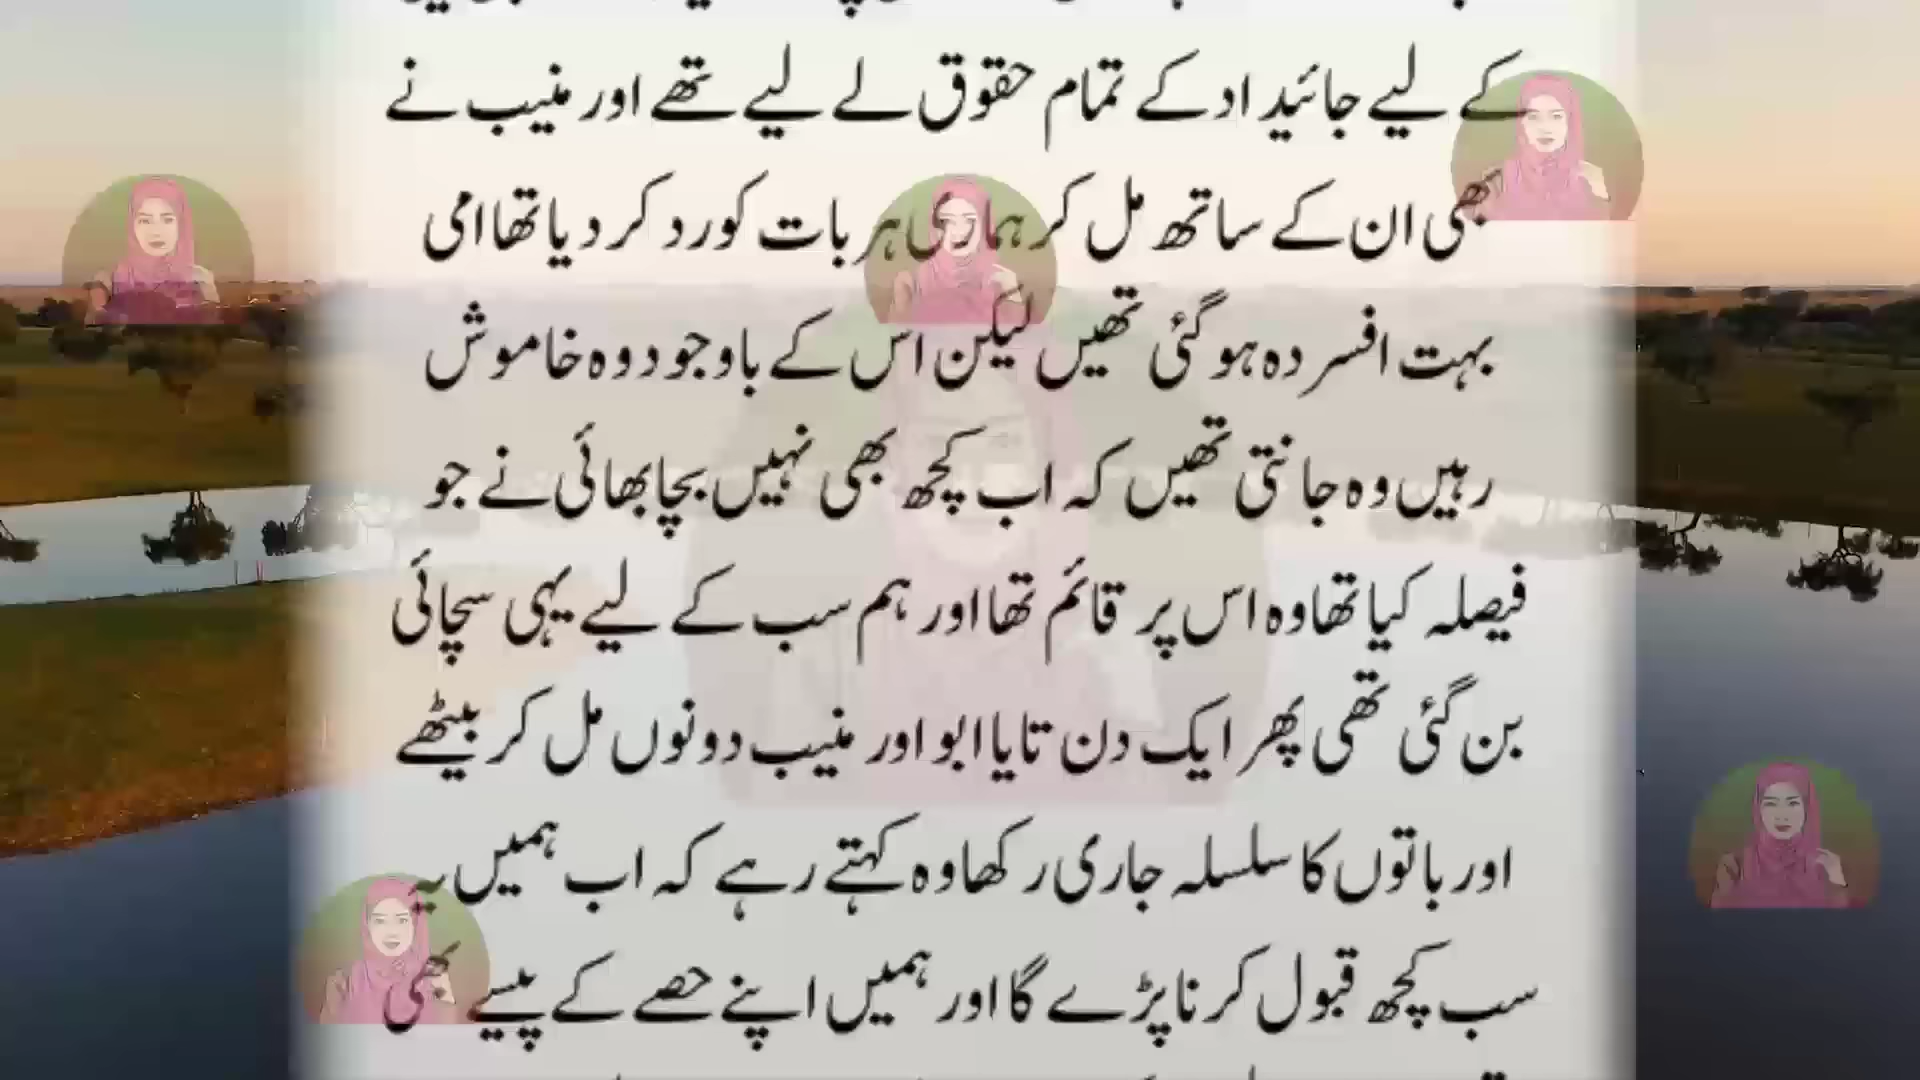 کے لیے جائیداد کے تمام حقوق لے لیے تھے اور منیب نے
بھی ان کے ساتھ مل کر ہماری ہر بات کو رد کر دیا تھا امی
بہت افسردہ ہو گئی تھیں لیکن اس کے باوجود وہ خاموش
رہیں وہ جانتی تھیں کہ اب کچھ بھی نہیں بچا بھائی نے جو
فیصلہ کیا تھا وہ اس پر قائم تھا اور ہم سب کے لیے یہی سچائی
بن گئی تھی پھر ایک دن تایا ابو اور منیب دونوں مل کر بیٹھے
اور باتوں کا سلسلہ جاری رکھا وہ کہتے رہے کہ اب ہمیں یہ
سب کچھ قبول کرنا پڑے گا اور ہمیں اپنے حصے کے پیسے بھی